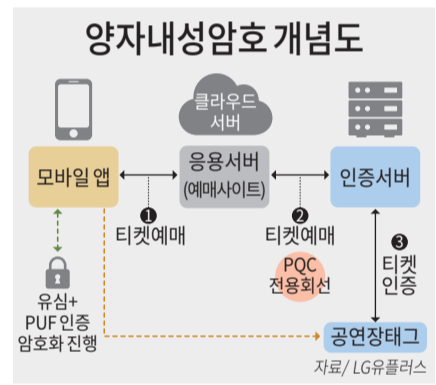 양자내성암호 개념도
클라우드
서버
모바일 앱
응용서버
(예매사이트)
인증서버
❶
티켓예매
❷
티켓예매
PQC
전용회선
❸
티켓
인증
유심+
PUF 인증
암호화 진행
공연장태그
자료/ LG유플러스